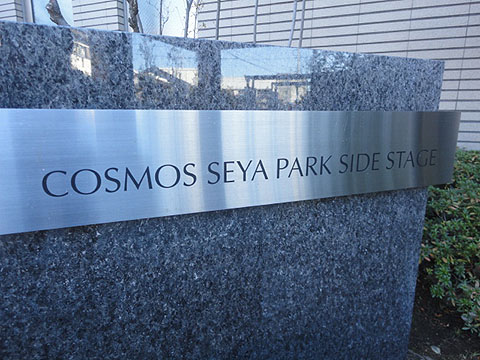 COSMOS SEYA PARK SIDE STAGE